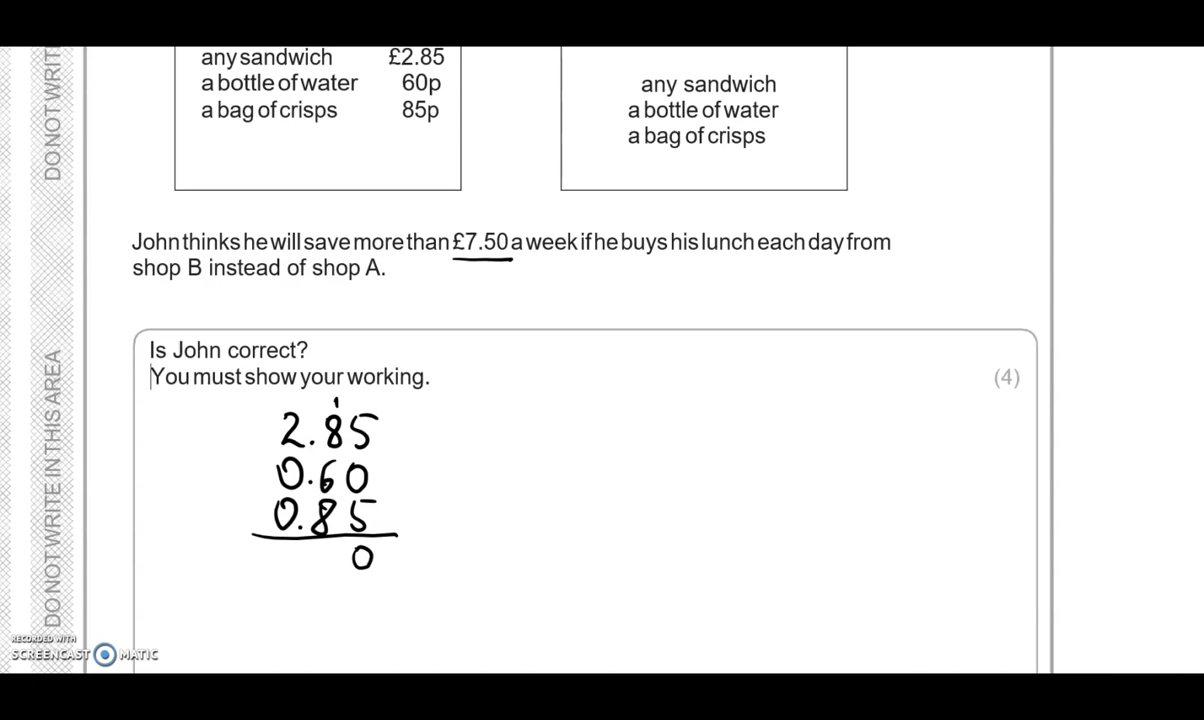 DO NOT WRIT
any sandwich £2.85
a bottle of water 60p
a bag of crisps 85p
any sandwich
a bottle of water
a bag of crisps
John thinks he will save more than £7.50 a week if he buys his lunch each day from
shop B instead of shop A.
DO NOT WRITE IN THIS AREA
Is John correct?
You must show your working.
(4)
1
2.85
0.60
0.85
0
RECORDED WITH
SCREENCAST MATIC